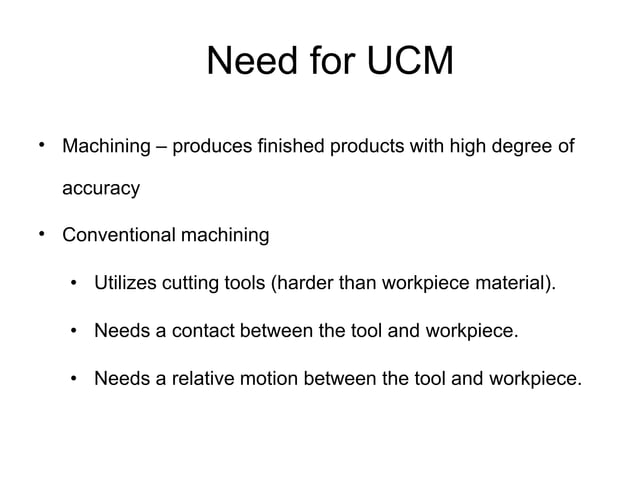 Need for UCM
• Machining – produces finished products with high degree of
accuracy
• Conventional machining
• Utilizes cutting tools (harder than workpiece material).
• Needs a contact between the tool and workpiece.
• Needs a relative motion between the tool and workpiece.